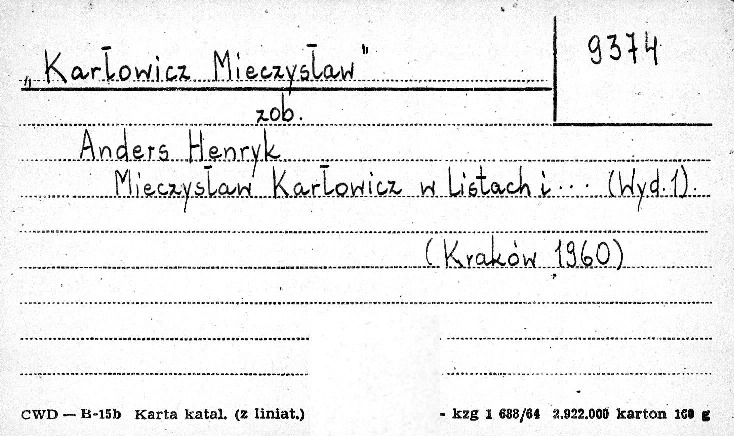 9374
„Karłowicz Mieczysław"
zob.
Anders Henryk
Mieczysław Karłowicz w listach i ... (Wyd. 1).
(Kraków 1960)
CWD — B-15b Karta katal. (z liniat.) - kzg 1 688/64 2.922.000 karton 160 g